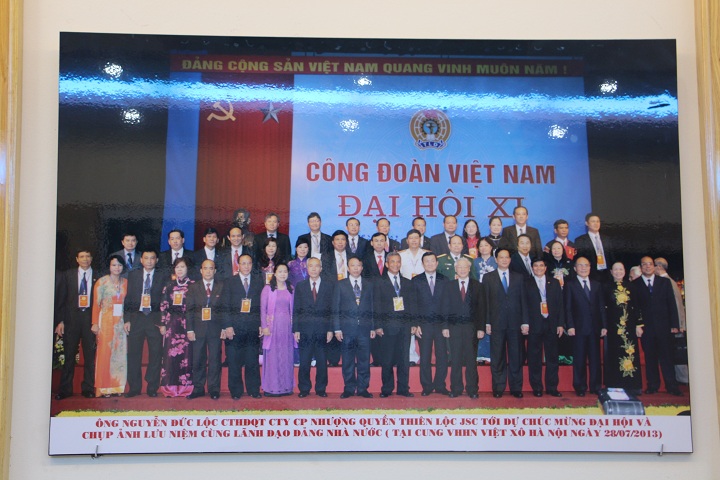 ĐẢNG CỘNG SẢN VIỆT NAM QUANG VINH MUÔN NĂM !
CÔNG ĐOÀN VIỆT NAM
ĐẠI HỘI XI
ÔNG NGUYỄN ĐỨC LỘC CTHĐQT CTY CP NHƯỢNG QUYỀN THIÊN LỘC JSC TỚI DỰ CHÚC MỪNG ĐẠI HỘI VÀ
CHỤP ẢNH LƯU NIỆM CÙNG LÃNH ĐẠO ĐẢNG NHÀ NƯỚC ( TẠI CUNG VHHN VIỆT XÔ HÀ NỘI NGÀY 28/07/2013)